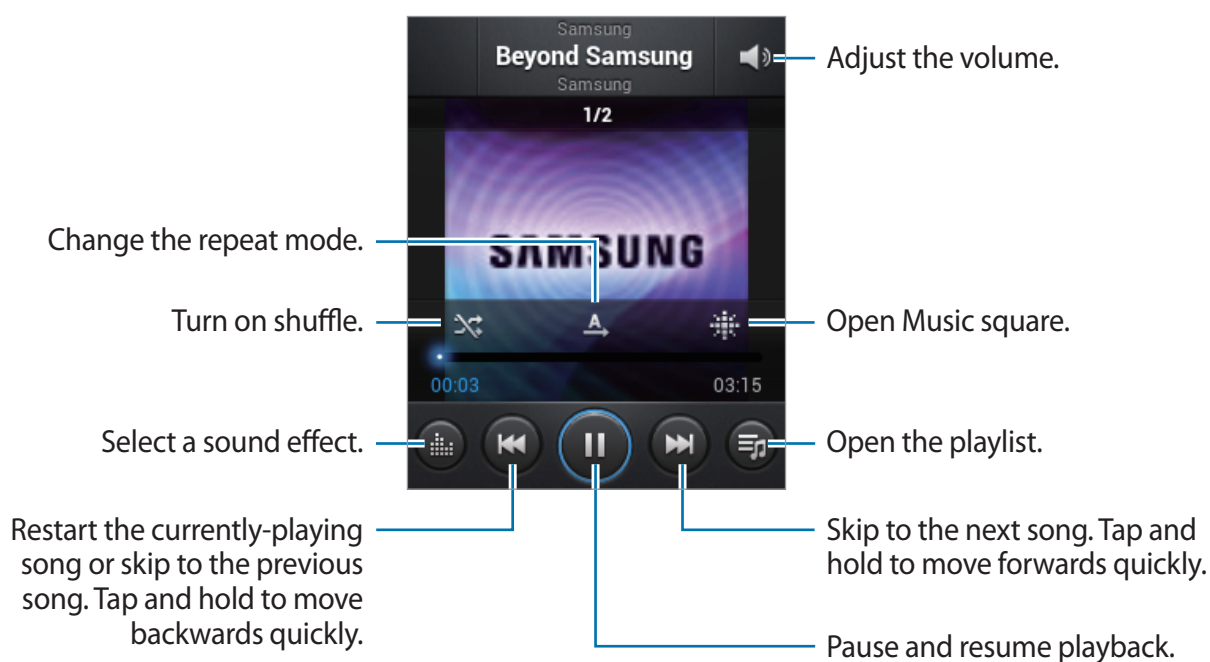 Samsung
Beyond Samsung
Samsung
Adjust the volume.
1/2
SAMSUNG
Change the repeat mode.
Turn on shuffle.
A
Open Music square.
00:03
03:15
Select a sound effect.
Open the playlist.
Restart the currently-playing
song or skip to the previous
song. Tap and hold to move
backwards quickly.
Skip to the next song. Tap and
hold to move forwards quickly.
Pause and resume playback.